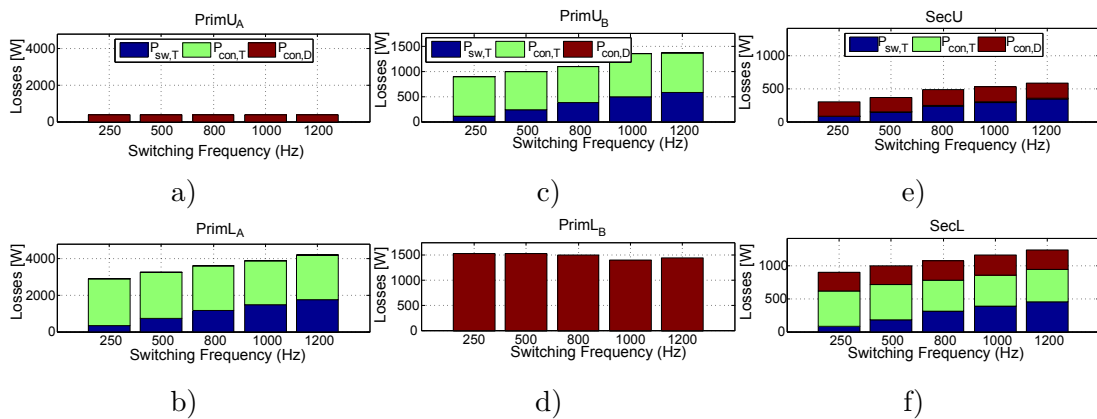 PrimU_A
Losses [W]
4000
2000
0
P_sw,T P_con,T P_con,D
250 500 800 1000 1200
Switching Frequency (Hz)
a)
PrimU_B
Losses [W]
1500
1000
500
0
P_sw,T P_con,T P_con,D
250 500 800 1000 1200
Switching Frequency (Hz)
c)
SecU
Losses [W]
1000
500
0
P_sw,T P_con,T P_con,D
250 500 800 1000 1200
Switching Frequency (Hz)
e)
PrimL_A
Losses [W]
4000
2000
0
250 500 800 1000 1200
Switching Frequency (Hz)
b)
PrimL_B
Losses [W]
1500
1000
500
0
250 500 800 1000 1200
Switching Frequency (Hz)
d)
SecL
Losses [W]
1000
500
0
250 500 800 1000 1200
Switching Frequency (Hz)
f)